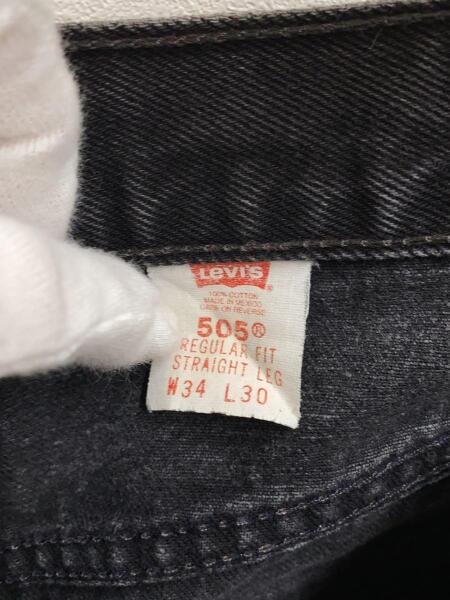 Levi's ®
100% COTTON
MADE IN MEXICO
CARE ON REVERSE
505®
REGULAR FIT
STRAIGHT LEG
W34 L30